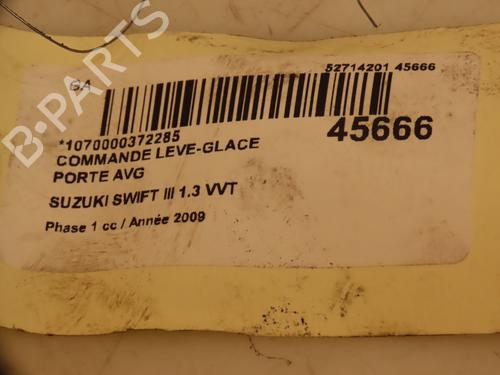 52714201 45666
GA
*1070000372285
45666
COMMANDE LEVE-GLACE
PORTE AVG
SUZUKI SWIFT III 1.3 VVT
Phase 1 cc / Année 2009
B-PARTS